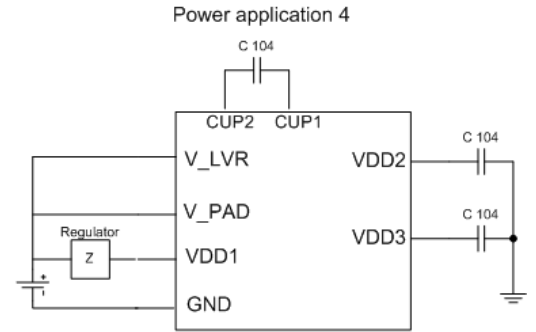 Power application 4
C 104
CUP2 CUP1
V_LVR VDD2 C 104
V_PAD C 104
Regulator VDD3
Z VDD1
+
-
GND